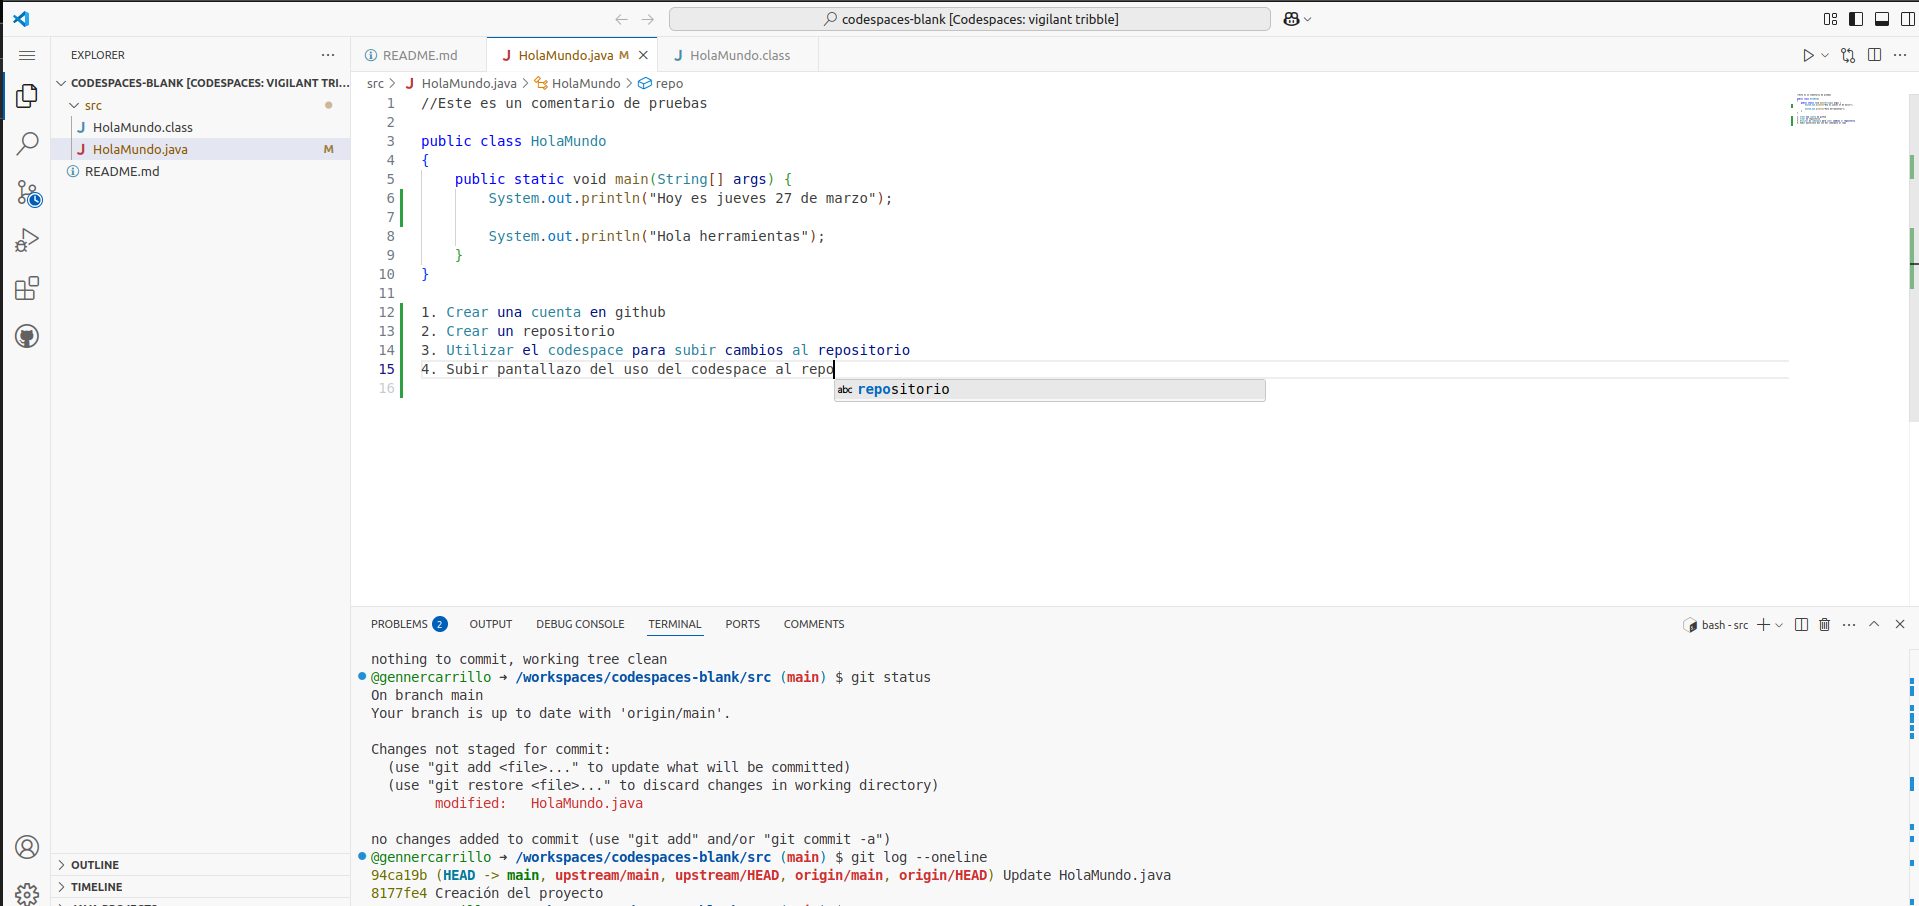 codespaces-blank [Codespaces: vigilant tribble]
EXPLORER
README.md
HolaMundo.java M
HolaMundo.class
CODESPACES-BLANK [CODESPACES: VIGILANT TRI...
src
HolaMundo.class
HolaMundo.java M
README.md
src > HolaMundo.java > HolaMundo > repo
1 //Este es un comentario de pruebas
2
3 public class HolaMundo
4 {
5 public static void main(String[] args) {
6 System.out.println("Hoy es jueves 27 de marzo");
7
8 System.out.println("Hola herramientas");
9 }
10 }
11
12 1. Crear una cuenta en github
13 2. Crear un repositorio
14 3. Utilizar el codespace para subir cambios al repositorio
15 4. Subir pantallazo del uso del codespace al repo
16
abc repositorio
PROBLEMS 2 OUTPUT DEBUG CONSOLE TERMINAL PORTS COMMENTS
bash - src
nothing to commit, working tree clean
@gennercarrillo → /workspaces/codespaces-blank/src (main) $ git status
On branch main
Your branch is up to date with 'origin/main'.
Changes not staged for commit:
(use "git add <file>..." to update what will be committed)
(use "git restore <file>..." to discard changes in working directory)
modified: HolaMundo.java
no changes added to commit (use "git add" and/or "git commit -a")
@gennercarrillo → /workspaces/codespaces-blank/src (main) $ git log --oneline
94ca19b (HEAD -> main, upstream/main, upstream/HEAD, origin/main, origin/HEAD) Update HolaMundo.java
8177fe4 Creación del proyecto
OUTLINE
TIMELINE